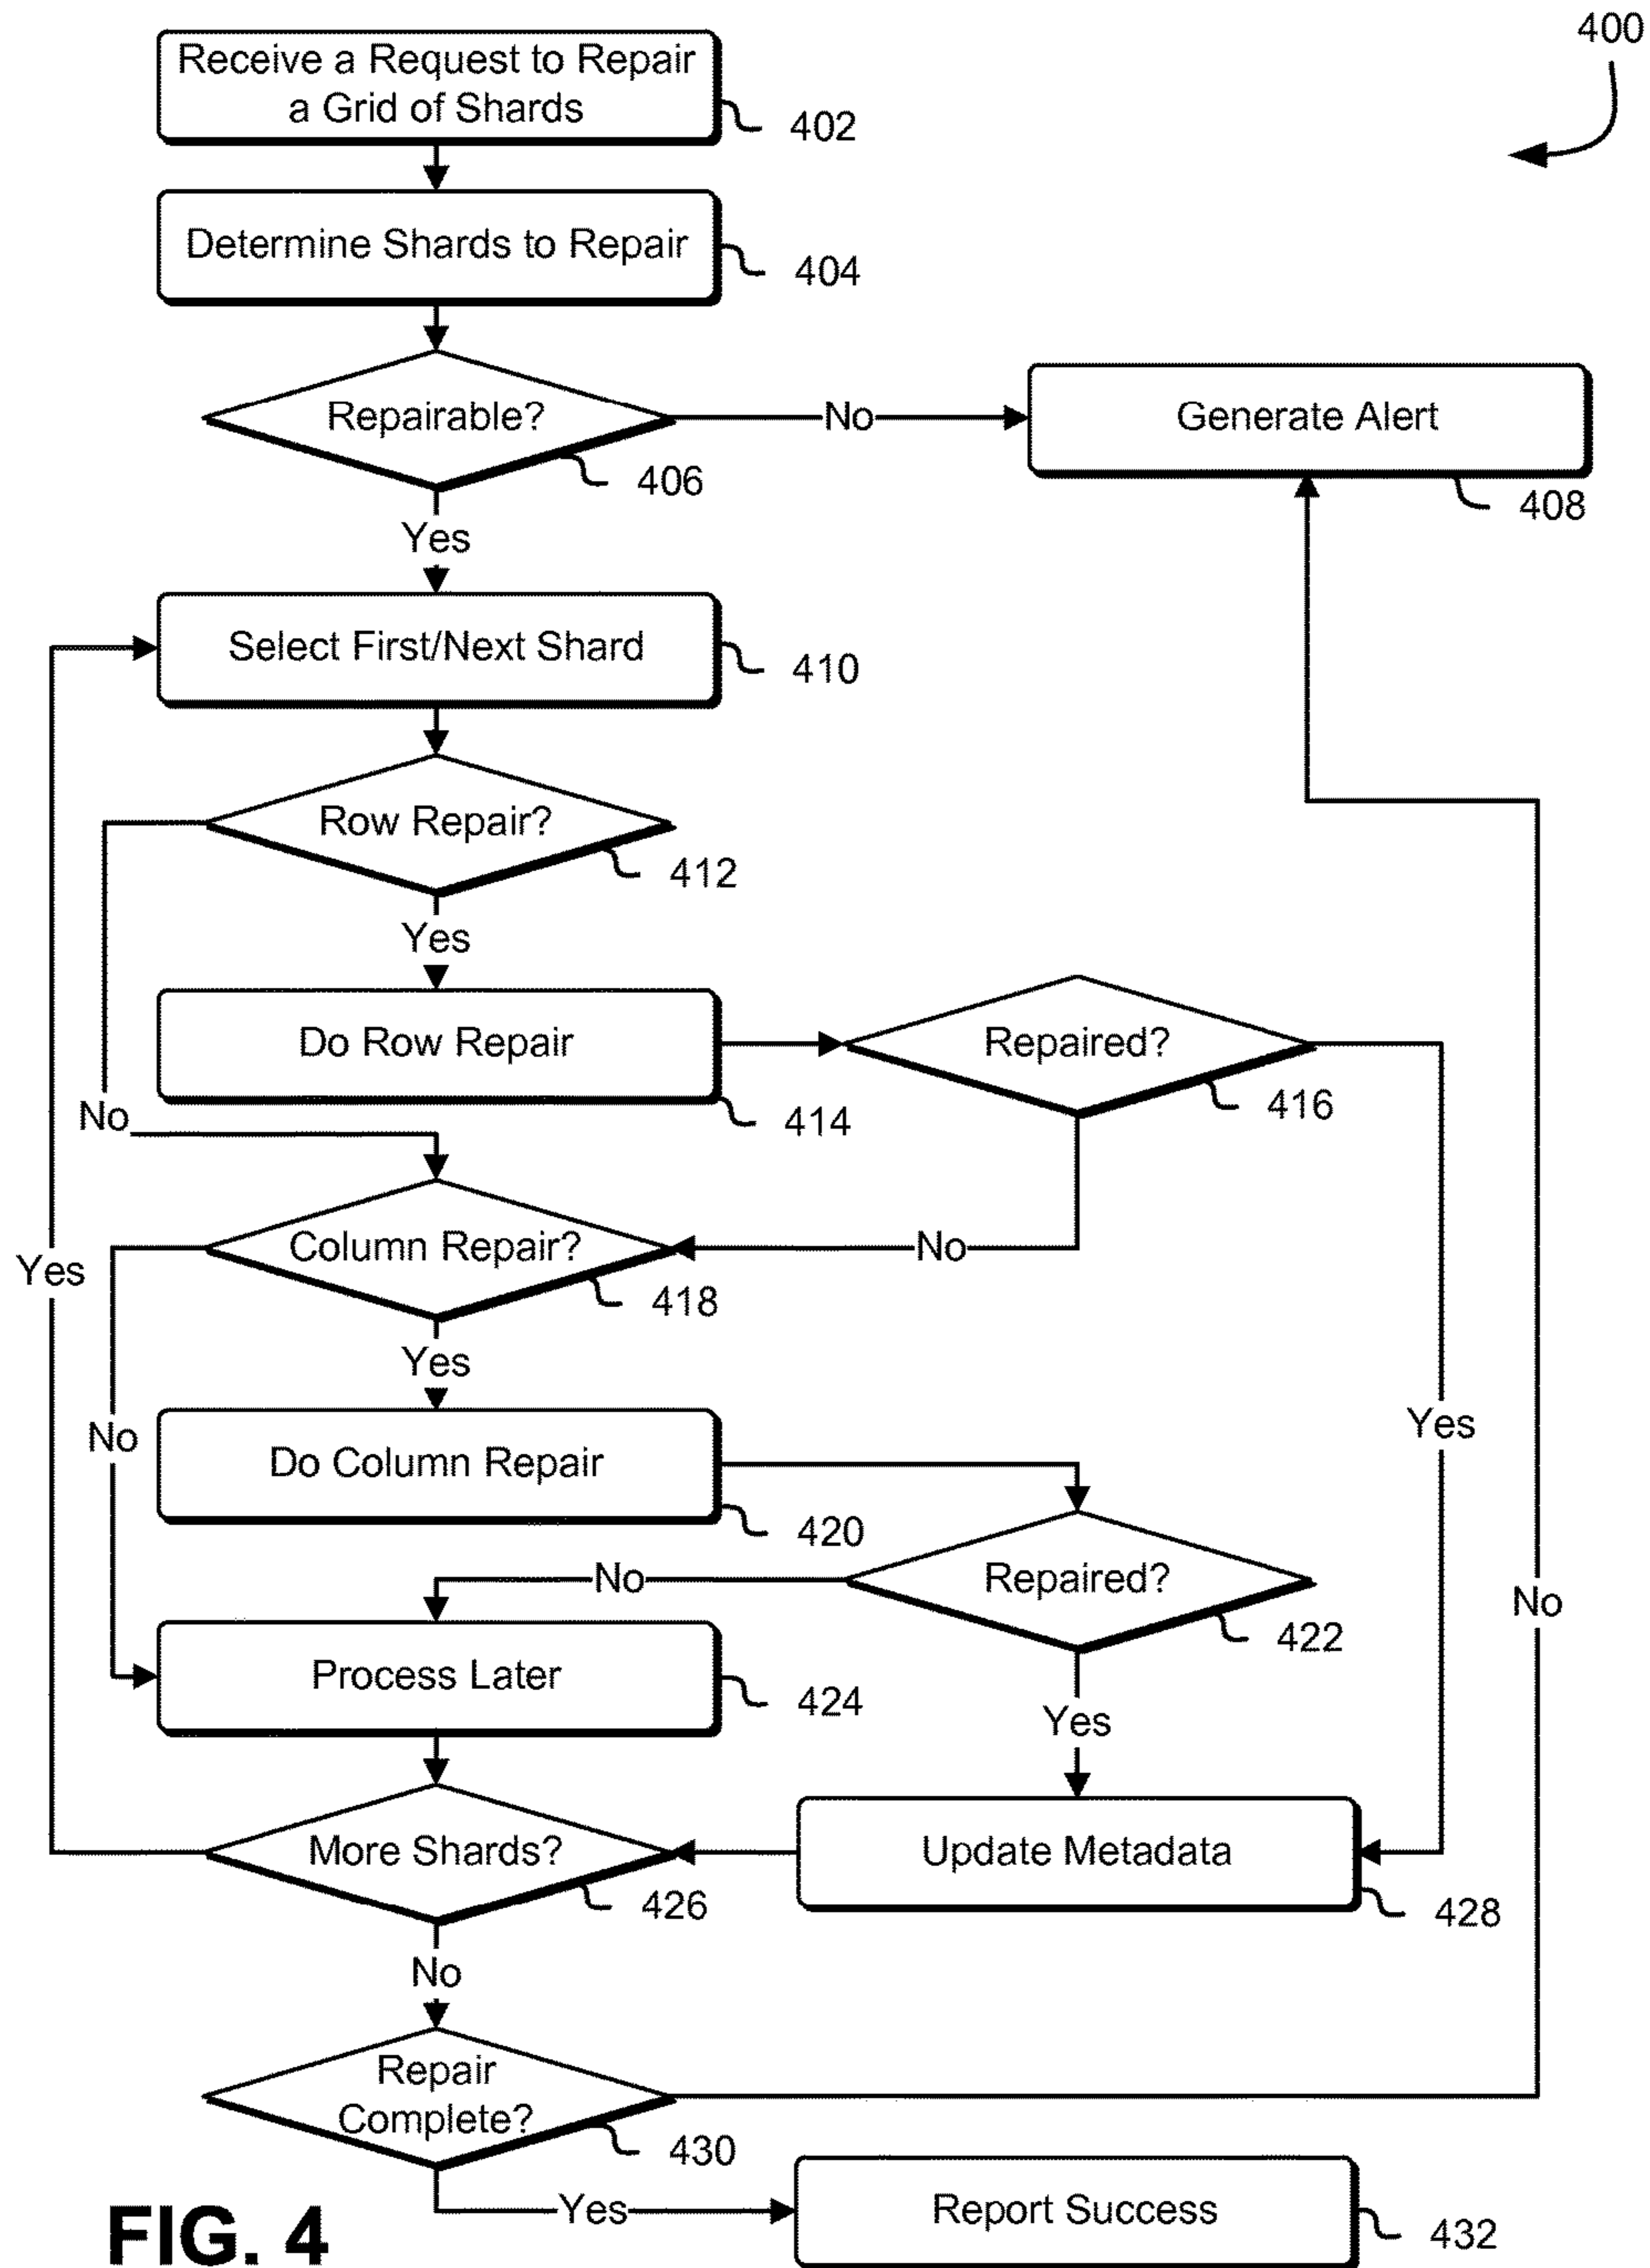 400
Receive a Request to Repair
a Grid of Shards
402
Determine Shards to Repair
404
Repairable?
406
No
Generate Alert
408
Yes
Select First/Next Shard
410
Row Repair?
412
Yes
Do Row Repair
414
Repaired?
416
No
Column Repair?
418
No
Yes
Yes
No
Yes
Do Column Repair
420
Repaired?
422
No
No
Process Later
424
Yes
More Shards?
426
Update Metadata
428
No
Repair
Complete?
430
Yes
Report Success
432
FIG. 4